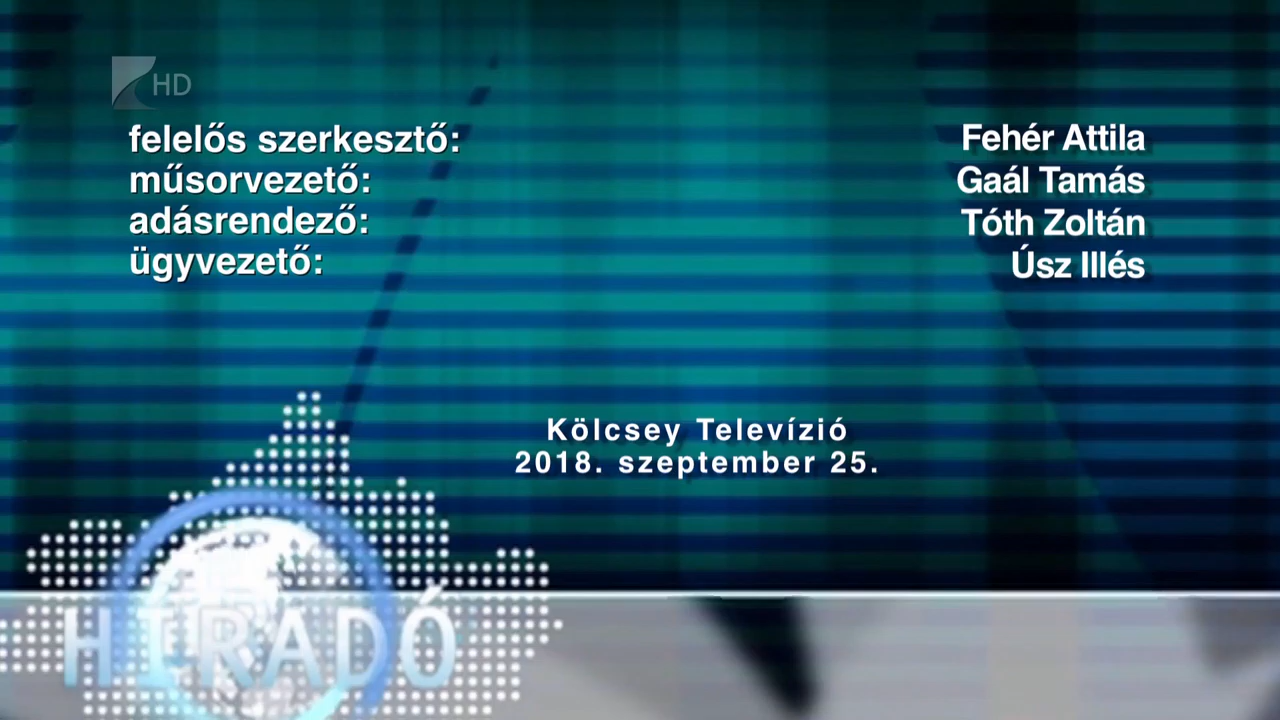 HD
felelős szerkesztő: Fehér Attila
műsorvezető: Gaál Tamás
adásrendező: Tóth Zoltán
ügyvezető: Úsz Illés
Kölcsey Televízió
2018. szeptember 25.
HÍRADÓ